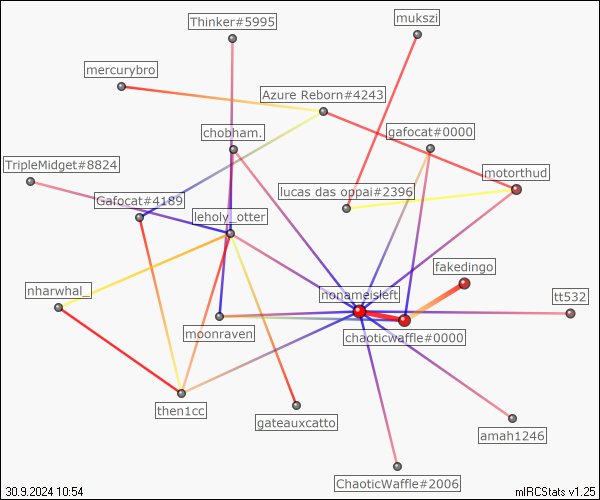 Thinker#5995
mukszi
mercurybro
Azure Reborn#4243
chobham.
gafocat#0000
TripleMidget#8824
motorthud
Gafocat#4189
lucas das oppai#2396
leholy_otter
fakedingo
nharwhal_
nonameisleft
tt532
moonraven
chaoticwaffle#0000
then1cc
gateauxcatto
amah1246
ChaoticWaffle#2006
30.9.2024 10:54
mIRCStats v1.25